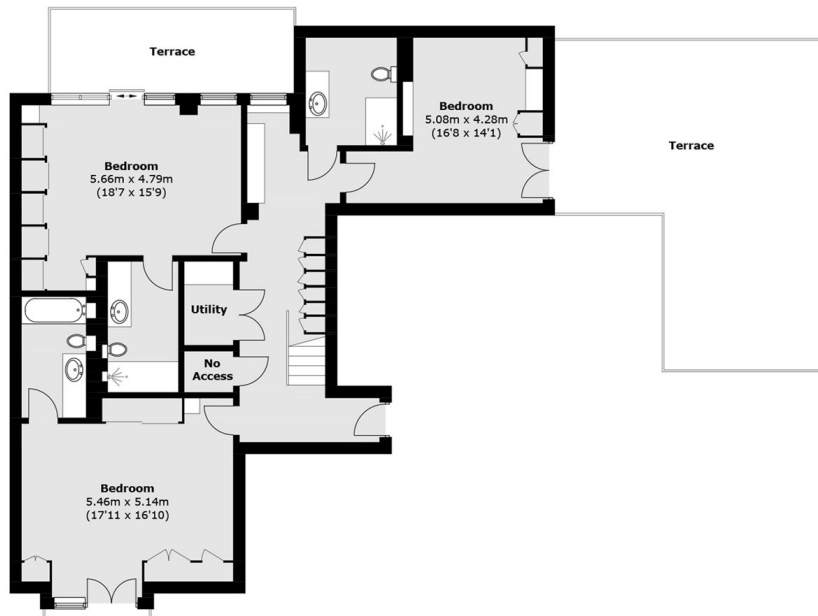 Terrace
Bedroom
5.08m x 4.28m
(16'8 x 14'1)
Terrace
Bedroom
5.66m x 4.79m
(18'7 x 15'9)
Utility
No
Access
Bedroom
5.46m x 5.14m
(17'11 x 16'10)